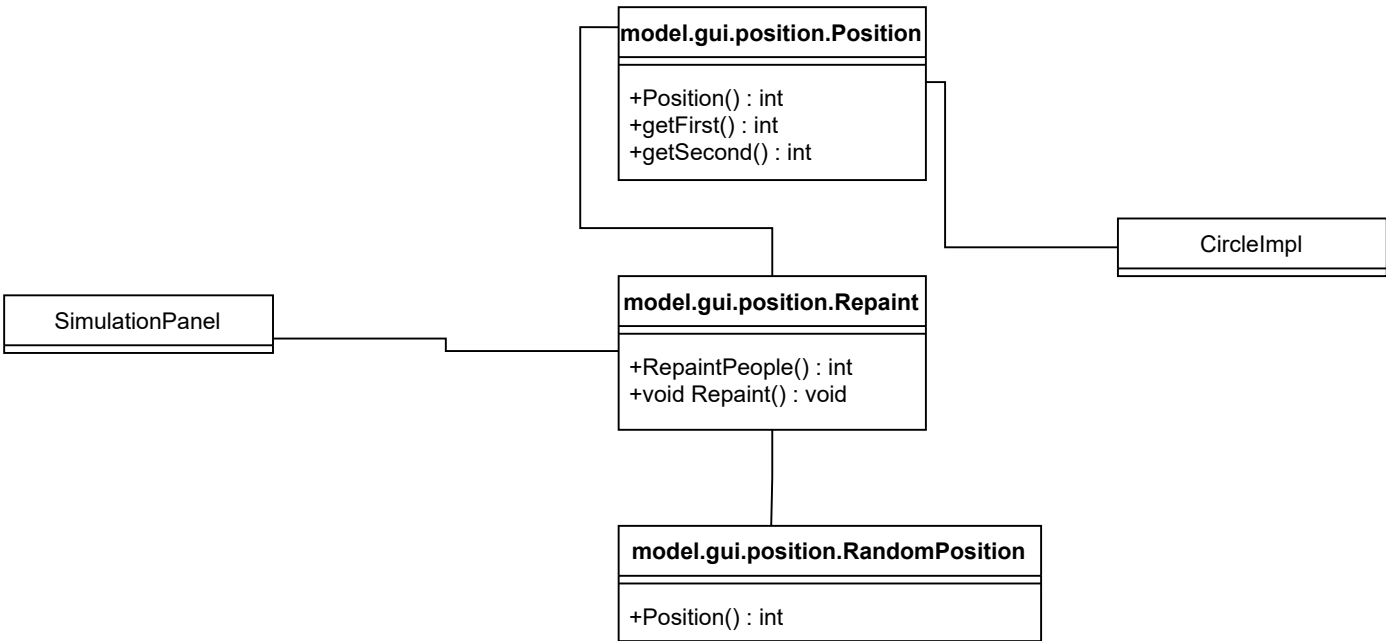 model.gui.position.Position
+Position() : int
+getFirst() : int
+getSecond() : int
CircleImpl
model.gui.position.Repaint
SimulationPanel
+RepaintPeople() : int
+void Repaint() : void
model.gui.position.RandomPosition
+Position() : int